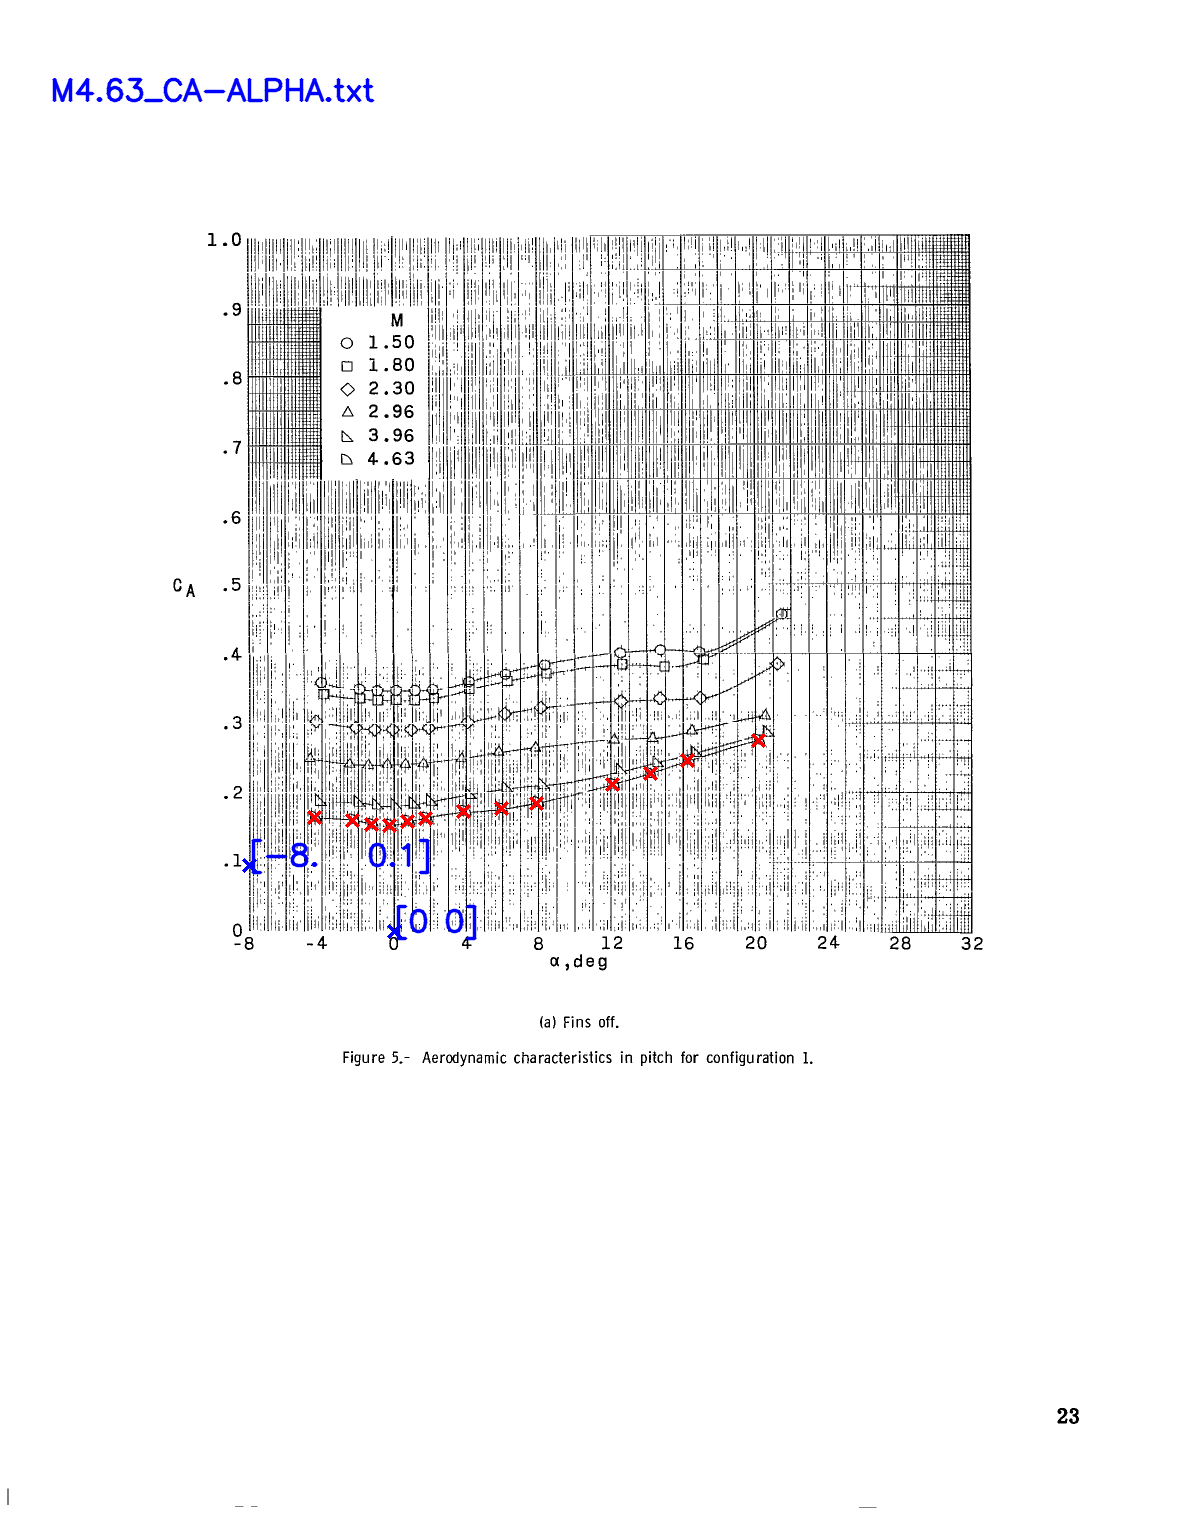 M4.63_CA-ALPHA.txt
1.0
.9
M
1.50
.8
1.80
2.30
2.96
.7
3.96
4.63
.6
CA .5
.4
.3
.2
.1 [-8. 0.1]
0 [0 0]
-8 -4 0 4 8 12 16 20 24 28 32
α,deg
(a) Fins off.
Figure 5.- Aerodynamic characteristics in pitch for configuration 1.
23